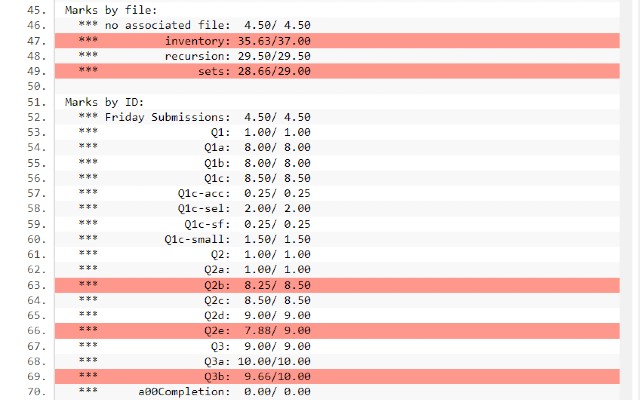 45. Marks by file:
46. *** no associated file: 4.50/ 4.50
47. *** inventory: 35.63/37.00
48. *** recursion: 29.50/29.50
49. *** sets: 28.66/29.00
50.
51. Marks by ID:
52. *** Friday Submissions: 4.50/ 4.50
53. *** Q1: 1.00/ 1.00
54. *** Q1a: 8.00/ 8.00
55. *** Q1b: 8.00/ 8.00
56. *** Q1c: 8.50/ 8.50
57. *** Q1c-acc: 0.25/ 0.25
58. *** Q1c-sel: 2.00/ 2.00
59. *** Q1c-sf: 0.25/ 0.25
60. *** Q1c-small: 1.50/ 1.50
61. *** Q2: 1.00/ 1.00
62. *** Q2a: 1.00/ 1.00
63. *** Q2b: 8.25/ 8.50
64. *** Q2c: 8.50/ 8.50
65. *** Q2d: 9.00/ 9.00
66. *** Q2e: 7.88/ 9.00
67. *** Q3: 9.00/ 9.00
68. *** Q3a: 10.00/10.00
69. *** Q3b: 9.66/10.00
70. *** a00Completion: 0.00/ 0.00